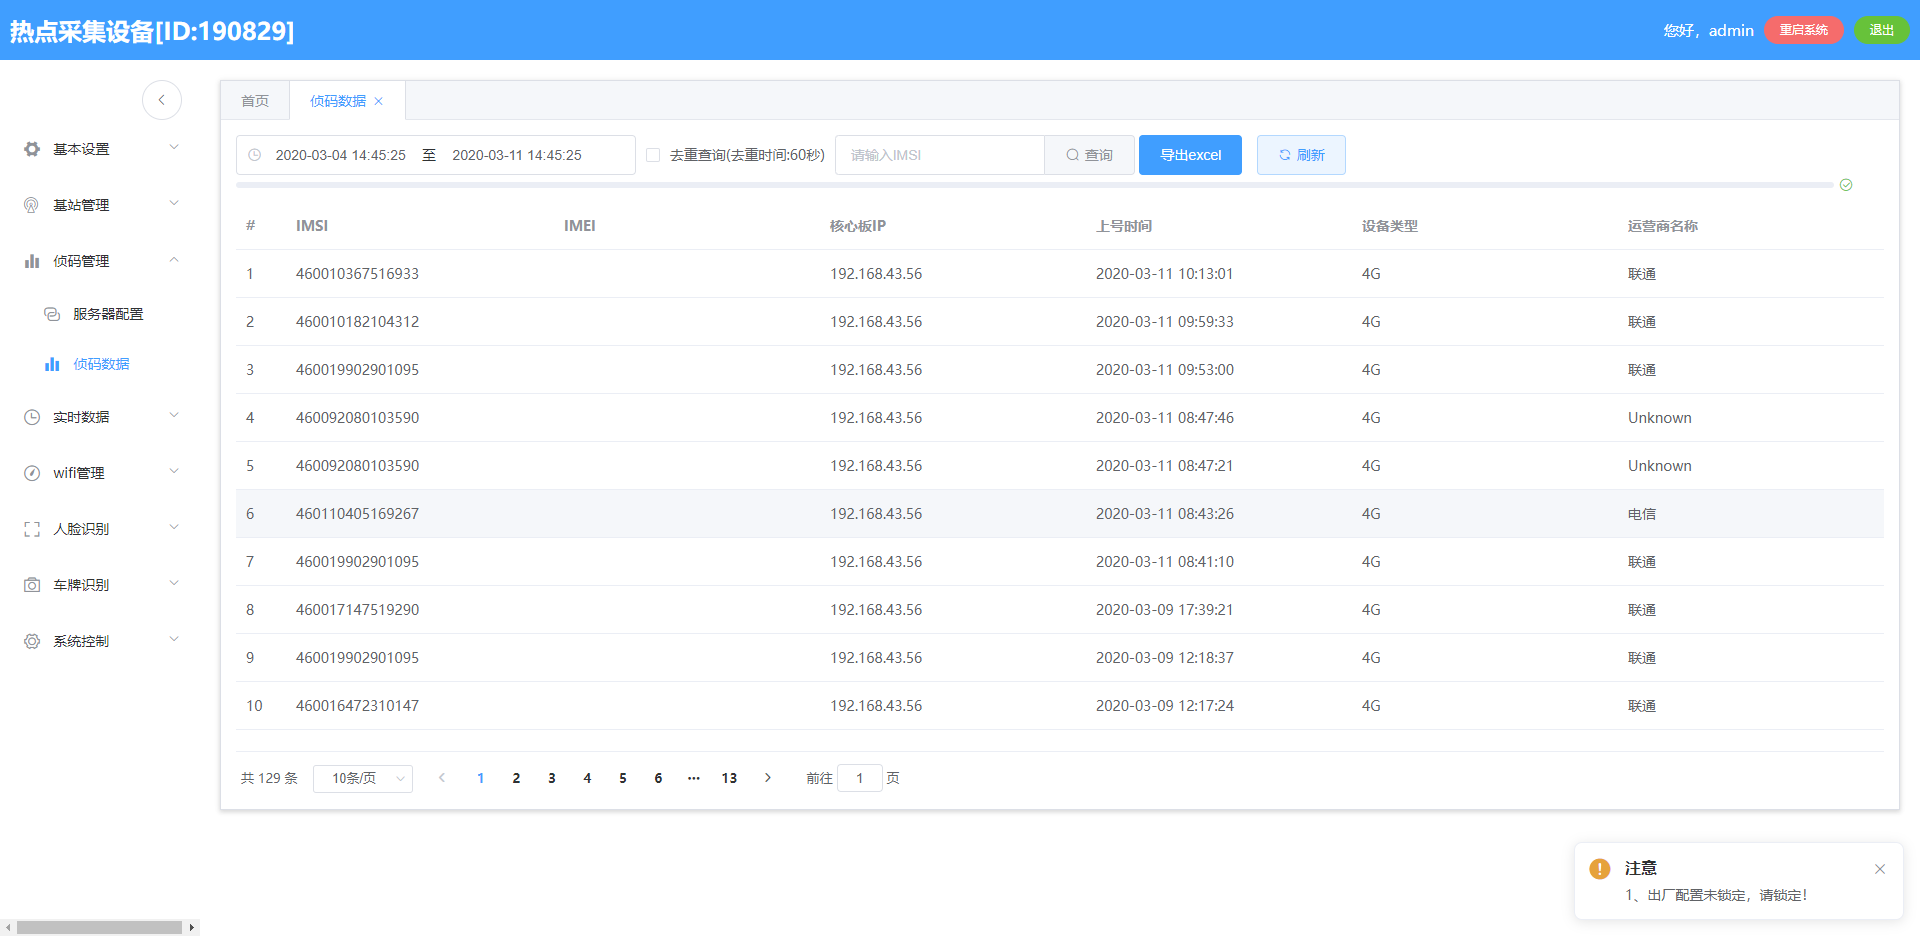 热点采集设备[ID:190829]
您好，admin 重启系统 退出
首页 侦码数据
基本设置
基站管理
侦码管理
服务器配置
侦码数据
实时数据
wifi管理
人脸识别
车牌识别
系统控制
2020-03-04 14:45:25 至 2020-03-11 14:45:25 去重查询(去重时间:60秒) 请输入IMSI 查询 导出excel 刷新
# IMSI IMEI 核心板IP 上号时间 设备类型 运营商名称
1 460010367516933 192.168.43.56 2020-03-11 10:13:01 4G 联通
2 460010182104312 192.168.43.56 2020-03-11 09:59:33 4G 联通
3 460019902901095 192.168.43.56 2020-03-11 09:53:00 4G 联通
4 460092080103590 192.168.43.56 2020-03-11 08:47:46 4G Unknown
5 460092080103590 192.168.43.56 2020-03-11 08:47:21 4G Unknown
6 460110405169267 192.168.43.56 2020-03-11 08:43:26 4G 电信
7 460019902901095 192.168.43.56 2020-03-11 08:41:10 4G 联通
8 460017147519290 192.168.43.56 2020-03-09 17:39:21 4G 联通
9 460019902901095 192.168.43.56 2020-03-09 12:18:37 4G 联通
10 460016472310147 192.168.43.56 2020-03-09 12:17:24 4G 联通
共 129 条 10条/页 1 2 3 4 5 6 ··· 13 前往 1 页
注意
1、出厂配置未锁定，请锁定!